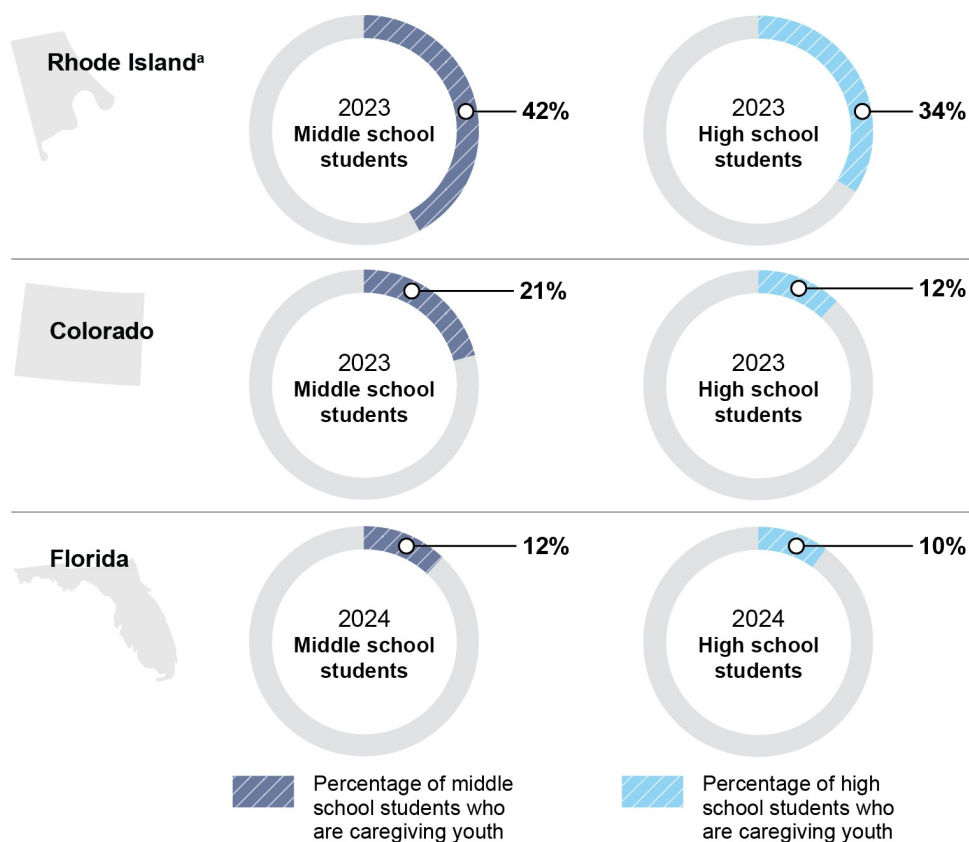 Rhode Islandᵃ
2023
Middle school
students
42%
2023
High school
students
34%
Colorado
2023
Middle school
students
21%
2023
High school
students
12%
Florida
2024
Middle school
students
12%
2024
High school
students
10%
Percentage of middle
school students who
are caregiving youth
Percentage of high
school students who
are caregiving youth